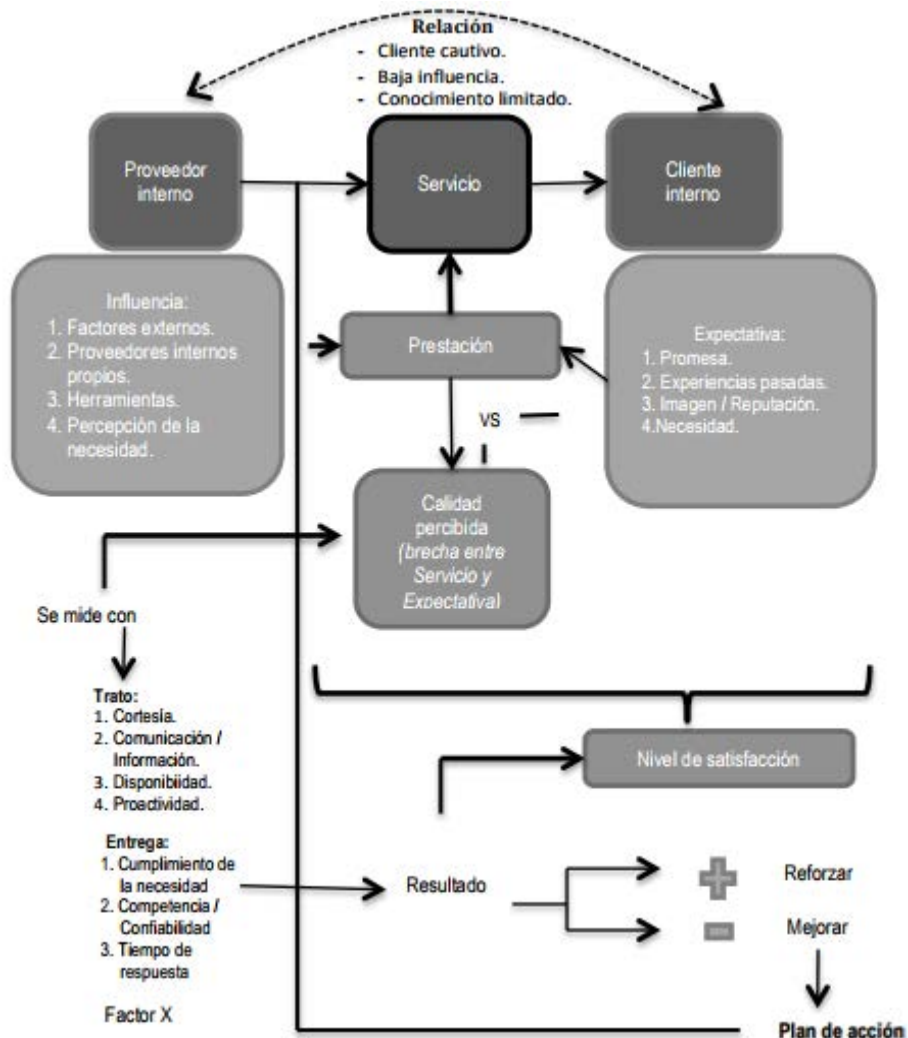 Relación
- Cliente cautivo.
- Baja influencia.
- Conocimiento limitado.
Proveedor
interno
Servicio
Cliente
interno
Influencia:
1. Factores externos.
2. Proveedores internos
propios.
3. Herramientas.
4. Percepción de la
necesidad.
Prestación
Expectativa:
1. Promesa.
2. Experiencias pasadas.
3. Imagen / Reputación.
4.Necesidad.
VS
Calidad
percibida
(brecha entre
Servicio y
Expectativa)
Se mide con
Trato:
1. Cortesía.
2. Comunicación /
Información.
3. Disponibiidad.
4. Proactividad.
Nivel de satisfacción
Entrega:
1. Cumplimiento de
la necesidad
2. Competencia /
Confiabilidad
3. Tiempo de
respuesta
Resultado
Reforzar
Mejorar
Factor X
Plan de acción